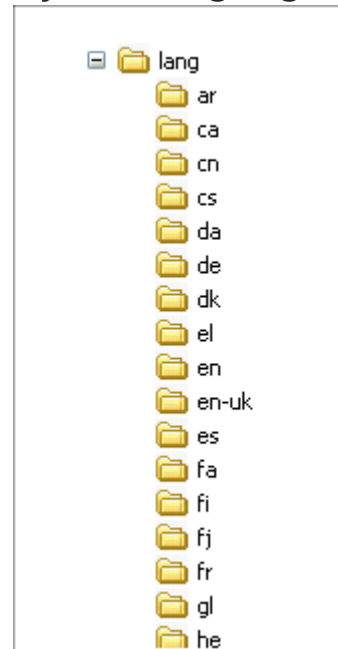 lang
ar
ca
cn
cs
da
de
dk
el
en
en-uk
es
fa
fi
fj
fr
gl
he